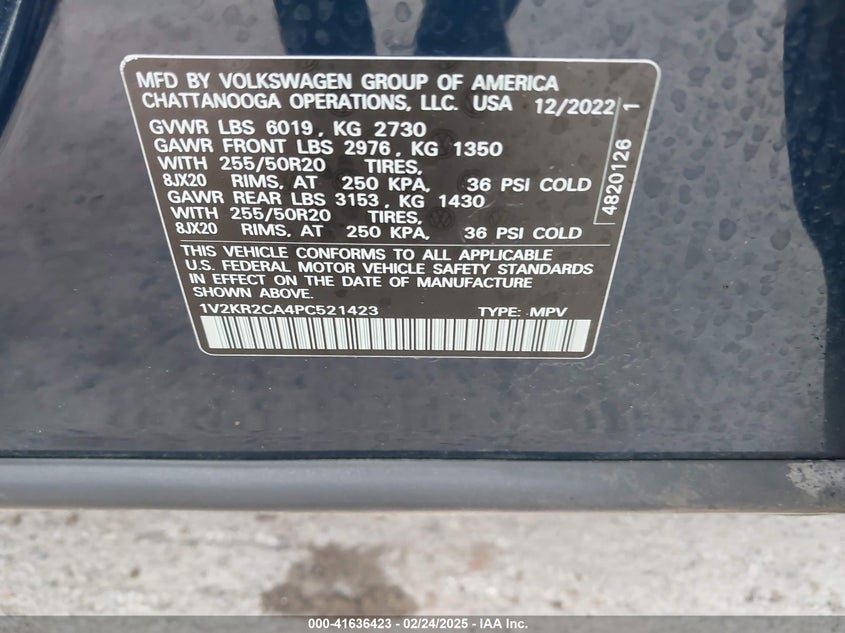 MFD BY VOLKSWAGEN GROUP OF AMERICA
CHATTANOOGA OPERATIONS, LLC. USA 12/2022
GVWR LBS 6019, KG 2730
GAWR FRONT LBS 2976, KG 1350
WITH 255/50R20 TIRES,
8JX20 RIMS, AT 250 KPA, 36 PSI COLD
GAWR REAR LBS 3153, KG 1430
WITH 255/50R20 TIRES,
8JX20 RIMS, AT 250 KPA, 36 PSI COLD
THIS VEHICLE CONFORMS TO ALL APPLICABLE
U.S. FEDERAL MOTOR VEHICLE SAFETY STANDARDS
IN EFFECT ON THE DATE OF MANUFACTURE
SHOWN ABOVE.
1V2KR2CA4PC521423 TYPE: MPV
4820126 1
000-41636423 - 02/24/2025 - IAA Inc.